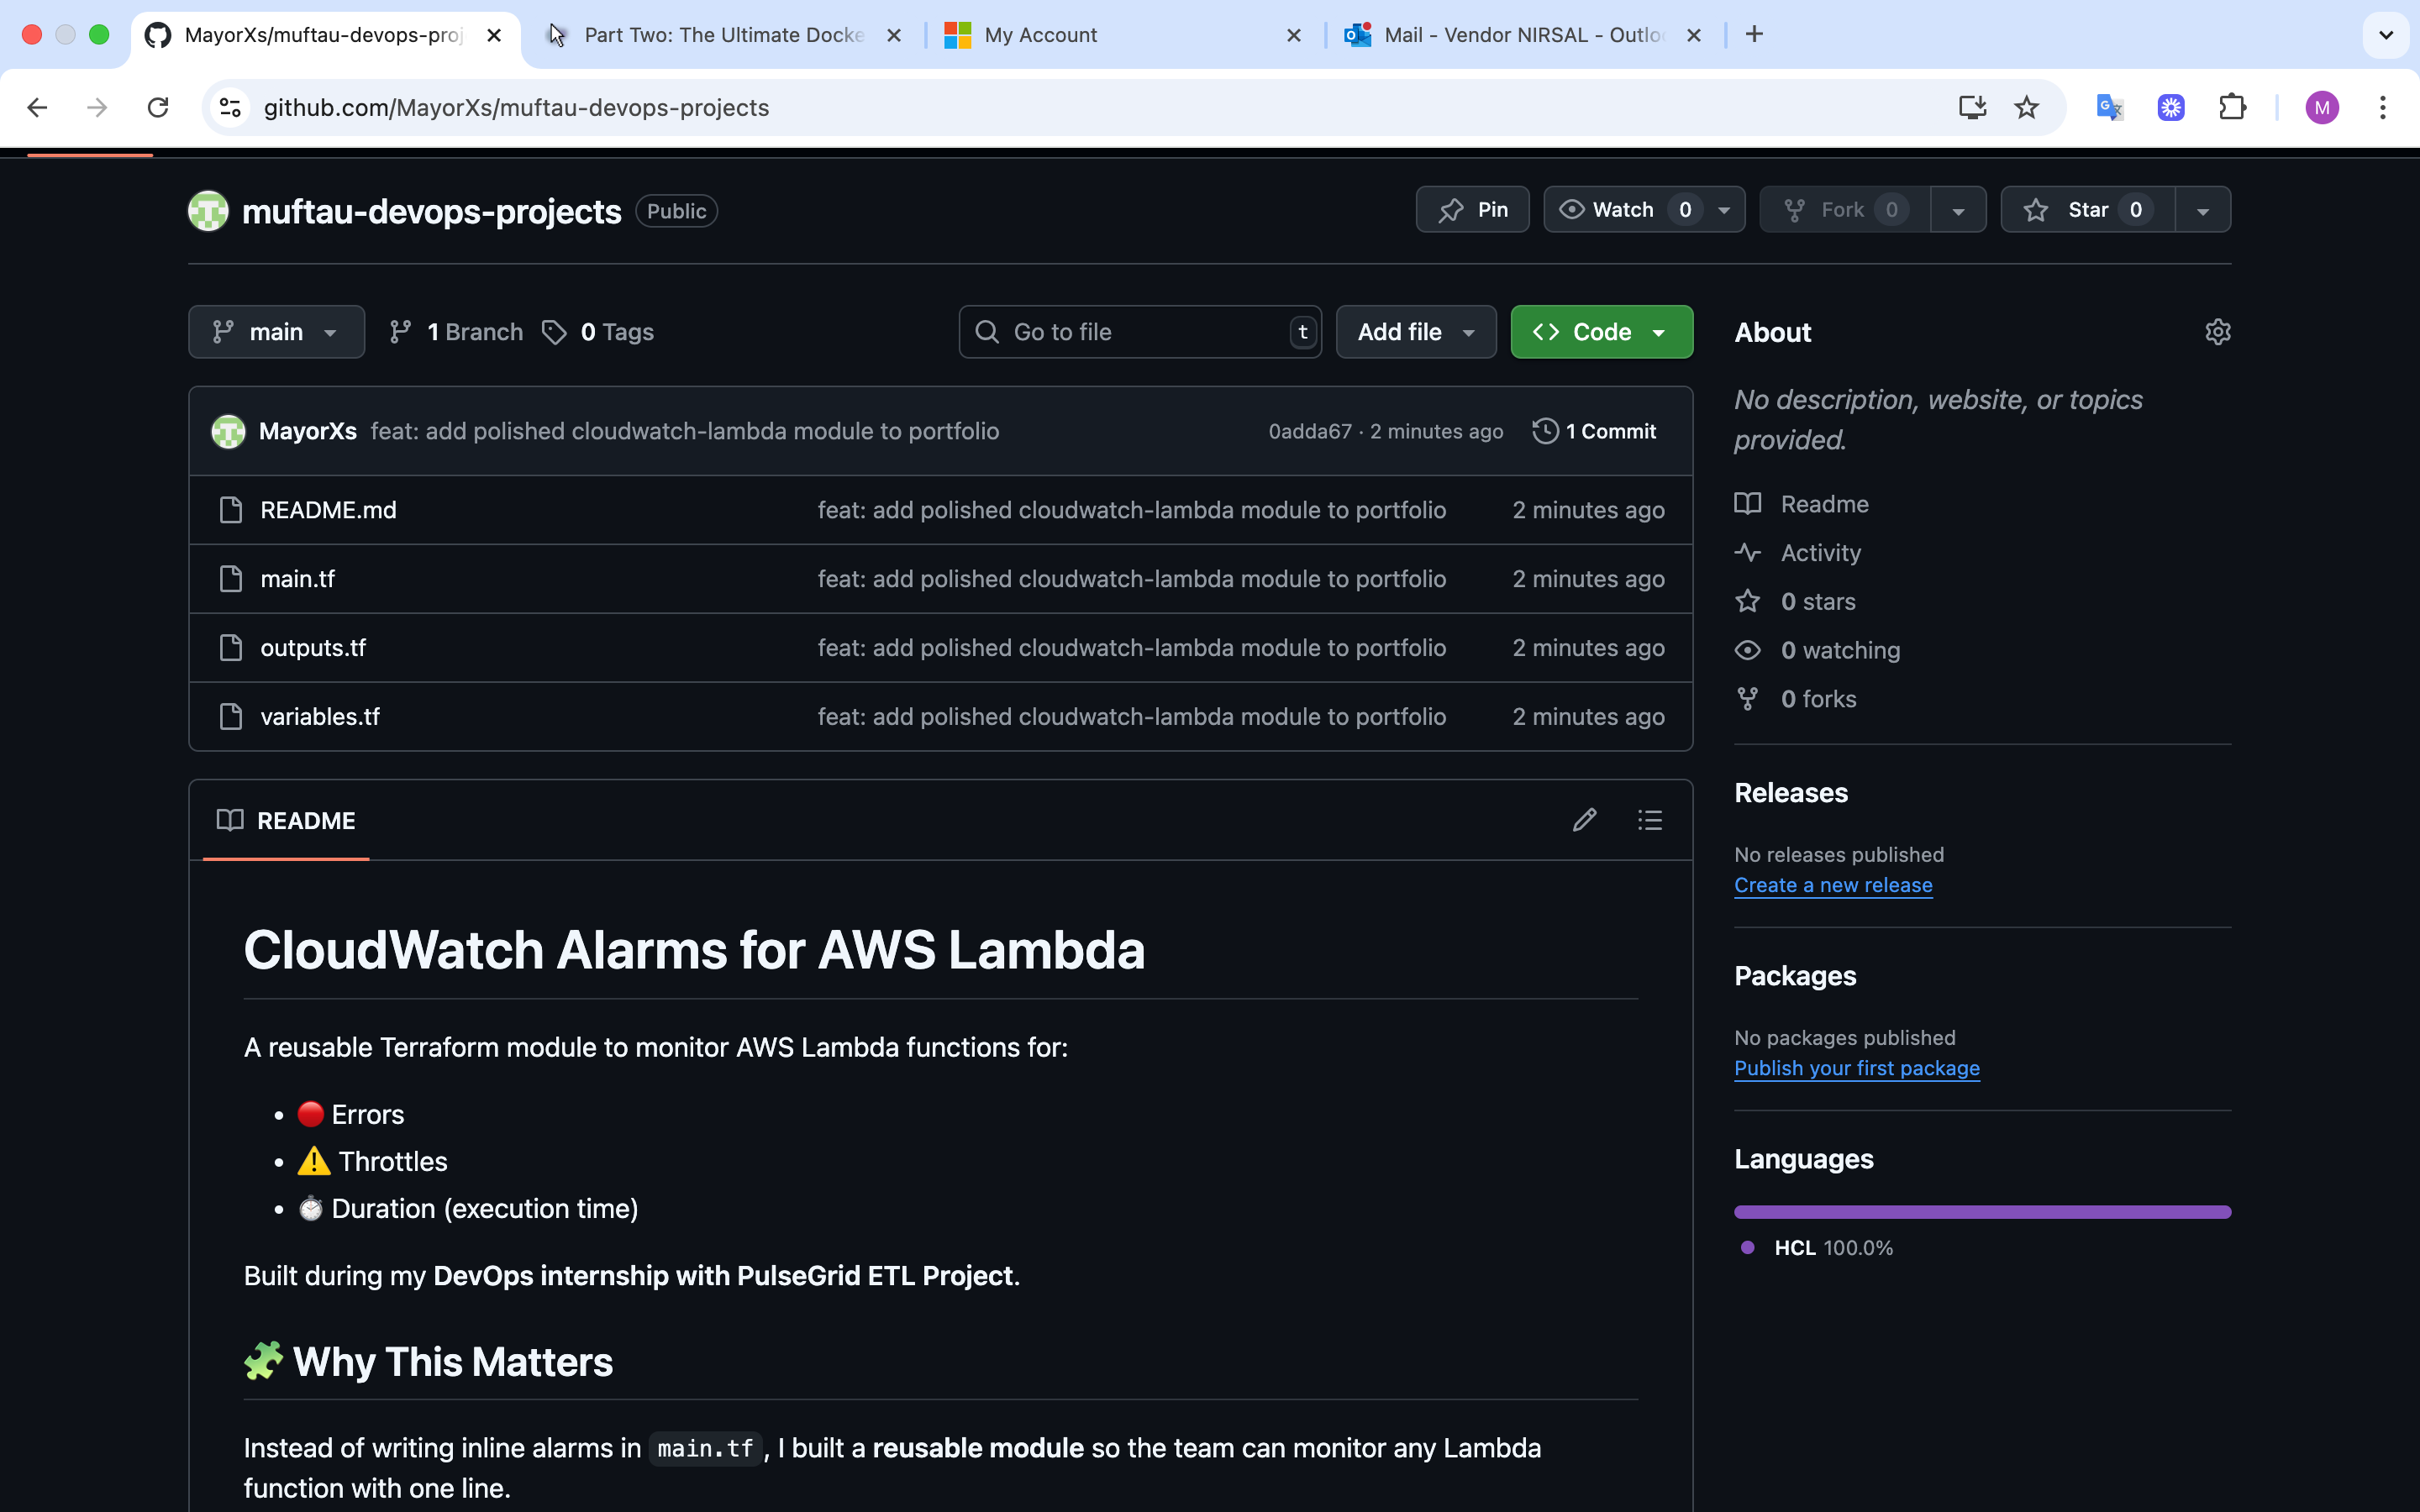 MayorXs/muftau-devops-proj
Part Two: The Ultimate Docke
My Account
Mail - Vendor NIRSAL - Outlo
github.com/MayorXs/muftau-devops-projects
M
muftau-devops-projects Public
Pin
Watch 0
Fork 0
Star 0
main
1 Branch
0 Tags
Go to file t
Add file
Code
MayorXs feat: add polished cloudwatch-lambda module to portfolio 0adda67 · 2 minutes ago 1 Commit
README.md feat: add polished cloudwatch-lambda module to portfolio 2 minutes ago
main.tf feat: add polished cloudwatch-lambda module to portfolio 2 minutes ago
outputs.tf feat: add polished cloudwatch-lambda module to portfolio 2 minutes ago
variables.tf feat: add polished cloudwatch-lambda module to portfolio 2 minutes ago
README
CloudWatch Alarms for AWS Lambda
A reusable Terraform module to monitor AWS Lambda functions for:
• 🔴 Errors
• ⚠️ Throttles
• ⏱️ Duration (execution time)
Built during my DevOps internship with PulseGrid ETL Project.
🧩 Why This Matters
Instead of writing inline alarms in main.tf, I built a reusable module so the team can monitor any Lambda
function with one line.
About
No description, website, or topics
provided.
Readme
Activity
0 stars
0 watching
0 forks
Releases
No releases published
Create a new release
Packages
No packages published
Publish your first package
Languages
HCL 100.0%